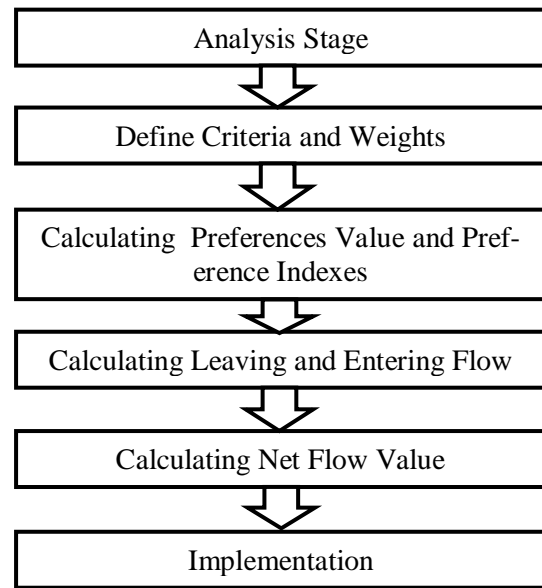 Analysis Stage
Define Criteria and Weights
Calculating Preferences Value and Pref-
erence Indexes
Calculating Leaving and Entering Flow
Calculating Net Flow Value
Implementation